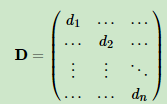 D = ( d₁ … …
… d₂ …
⋮ ⋮ ⋱
… … dₙ )